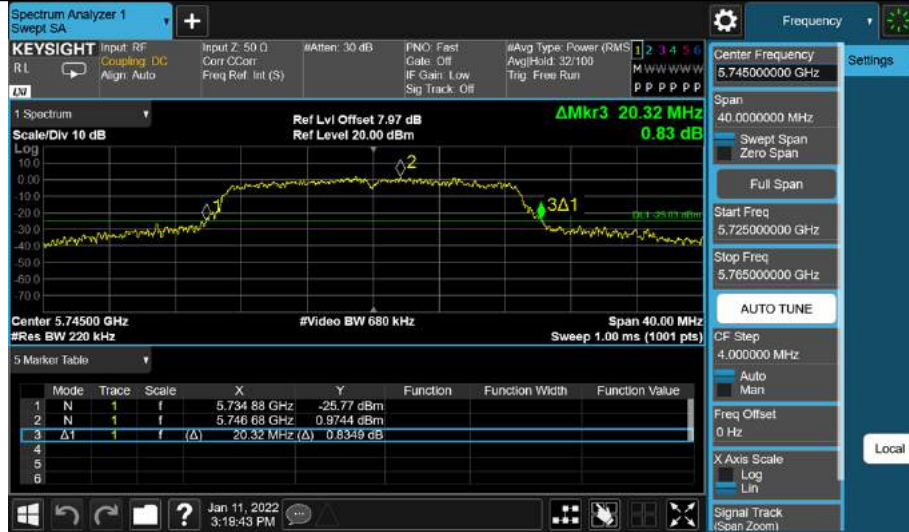 Spectrum Analyzer 1
Swept SA
+
Frequency
KEYSIGHT
RL
LXI
Input: RF
Coupling: DC
Align: Auto
Input Z: 50 Ω
Corr CCorr
Freq Ref: Int (S)
#Atten: 30 dB
PNO: Fast
Gate: Off
IF Gain: Low
Sig Track: Off
#Avg Type: Power (RMS
Avg|Hold: 32/100
Trig: Free Run
1 2 3 4 5 6
M W W W W W
P P P P P P
1 Spectrum
Scale/Div 10 dB
Ref Lvl Offset 7.97 dB
Ref Level 20.00 dBm
ΔMkr3 20.32 MHz
0.83 dB
Log
10.0
0.00
-10.0
-20.0
-30.0
-40.0
-50.0
-60.0
-70.0
1
2
3Δ1
DL1 -25.03 dBm
Center 5.74500 GHz
#Res BW 220 kHz
#Video BW 680 kHz
Span 40.00 MHz
Sweep 1.00 ms (1001 pts)
5 Marker Table
Mode Trace Scale X Y Function Function Width Function Value
1 N 1 f 5.734 88 GHz -25.77 dBm
2 N 1 f 5.746 68 GHz 0.9744 dBm
3 Δ1 1 f (Δ) 20.32 MHz (Δ) 0.8349 dB
4
5
6
?
Jan 11, 2022
3:19:43 PM
Center Frequency
5.745000000 GHz
Span
40.0000000 MHz
Swept Span
Zero Span
Full Span
Start Freq
5.725000000 GHz
Stop Freq
5.765000000 GHz
AUTO TUNE
CF Step
4.000000 MHz
Auto
Man
Freq Offset
0 Hz
X Axis Scale
Log
Lin
Signal Track
(Span Zoom)
Settings
Local